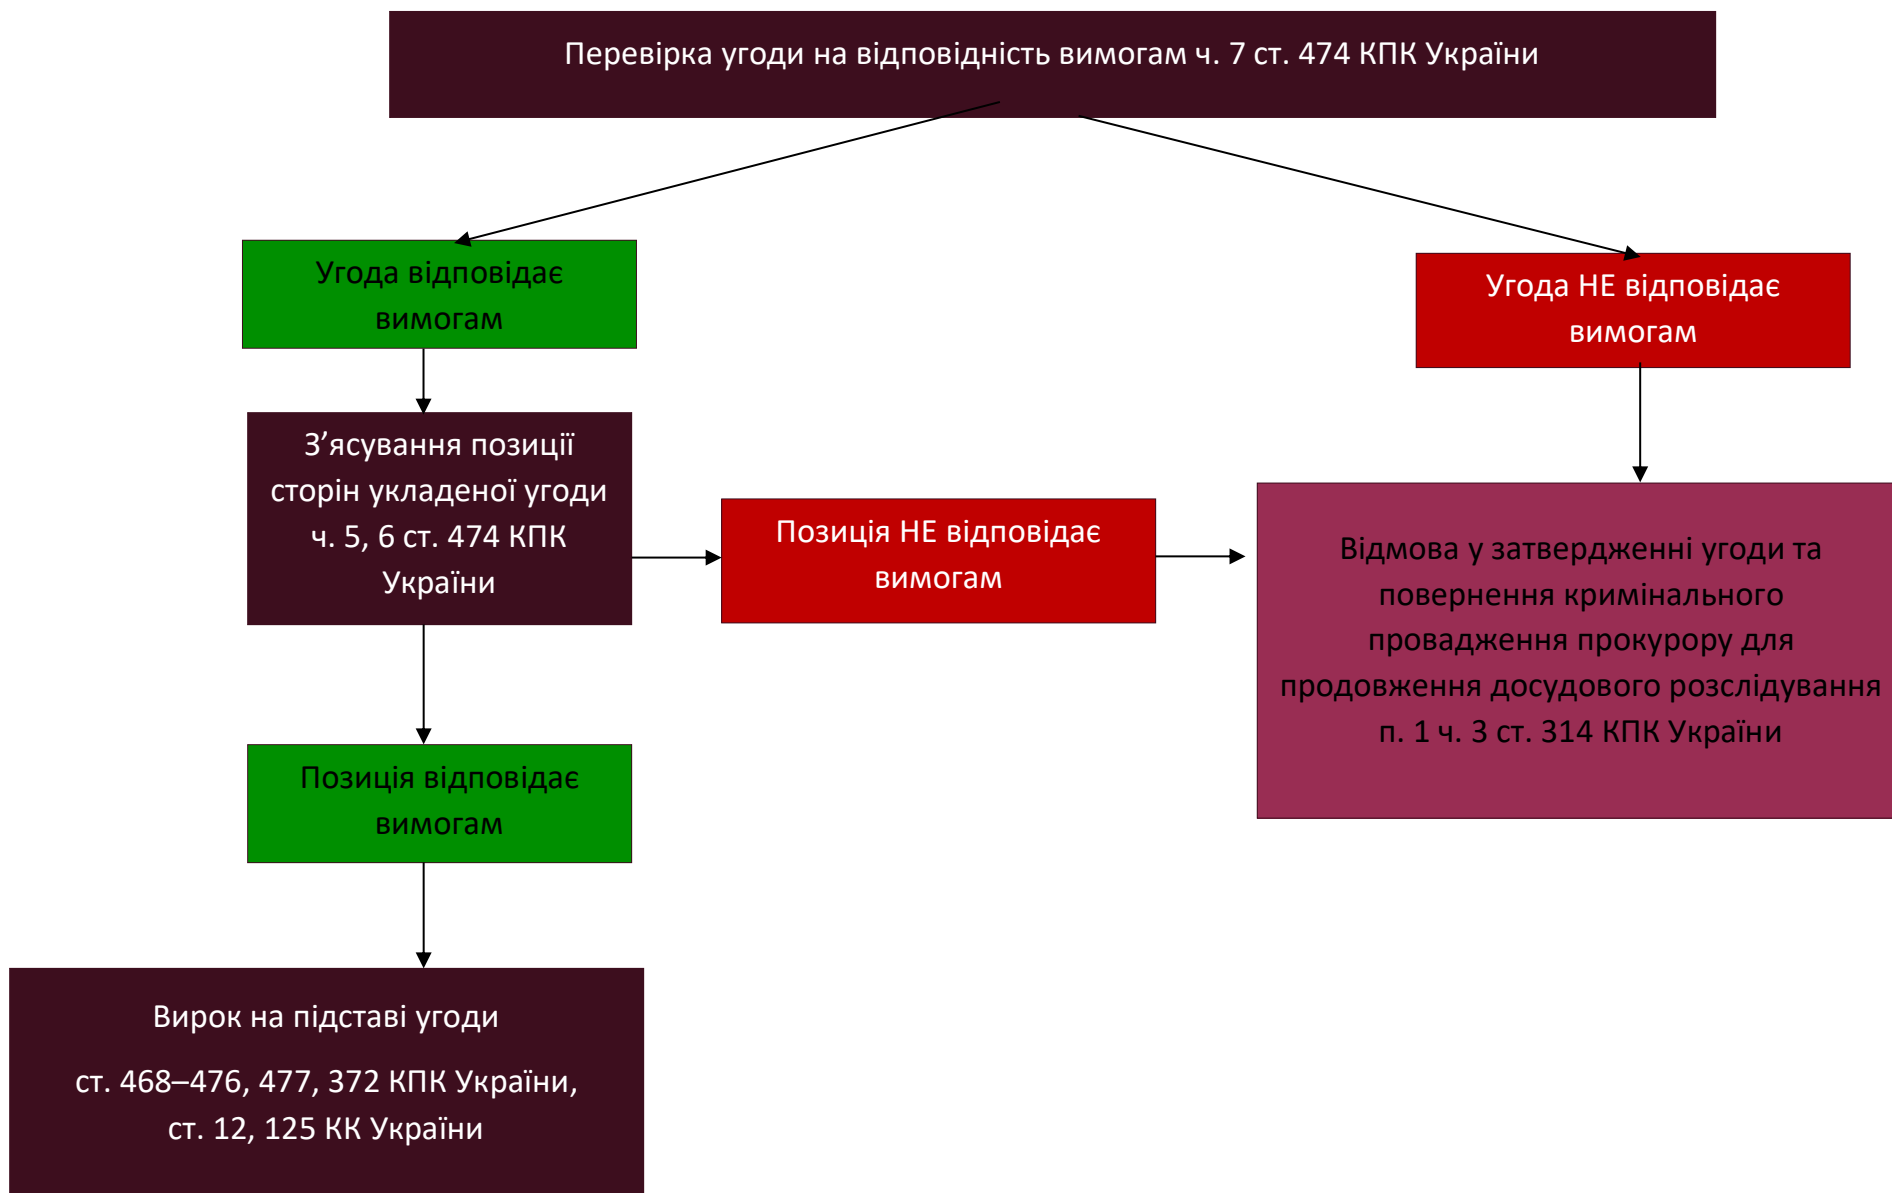 Перевірка угоди на відповідність вимогам ч. 7 ст. 474 КПК України
Угода відповідає
вимогам
Угода НЕ відповідає
вимогам
З’ясування позиції
сторін укладеної угоди
ч. 5, 6 ст. 474 КПК
України
Позиція НЕ відповідає
вимогам
Відмова у затвердженні угоди та
повернення кримінального
провадження прокурору для
продовження досудового розслідування
п. 1 ч. 3 ст. 314 КПК України
Позиція відповідає
вимогам
Вирок на підставі угоди
ст. 468–476, 477, 372 КПК України,
ст. 12, 125 КК України